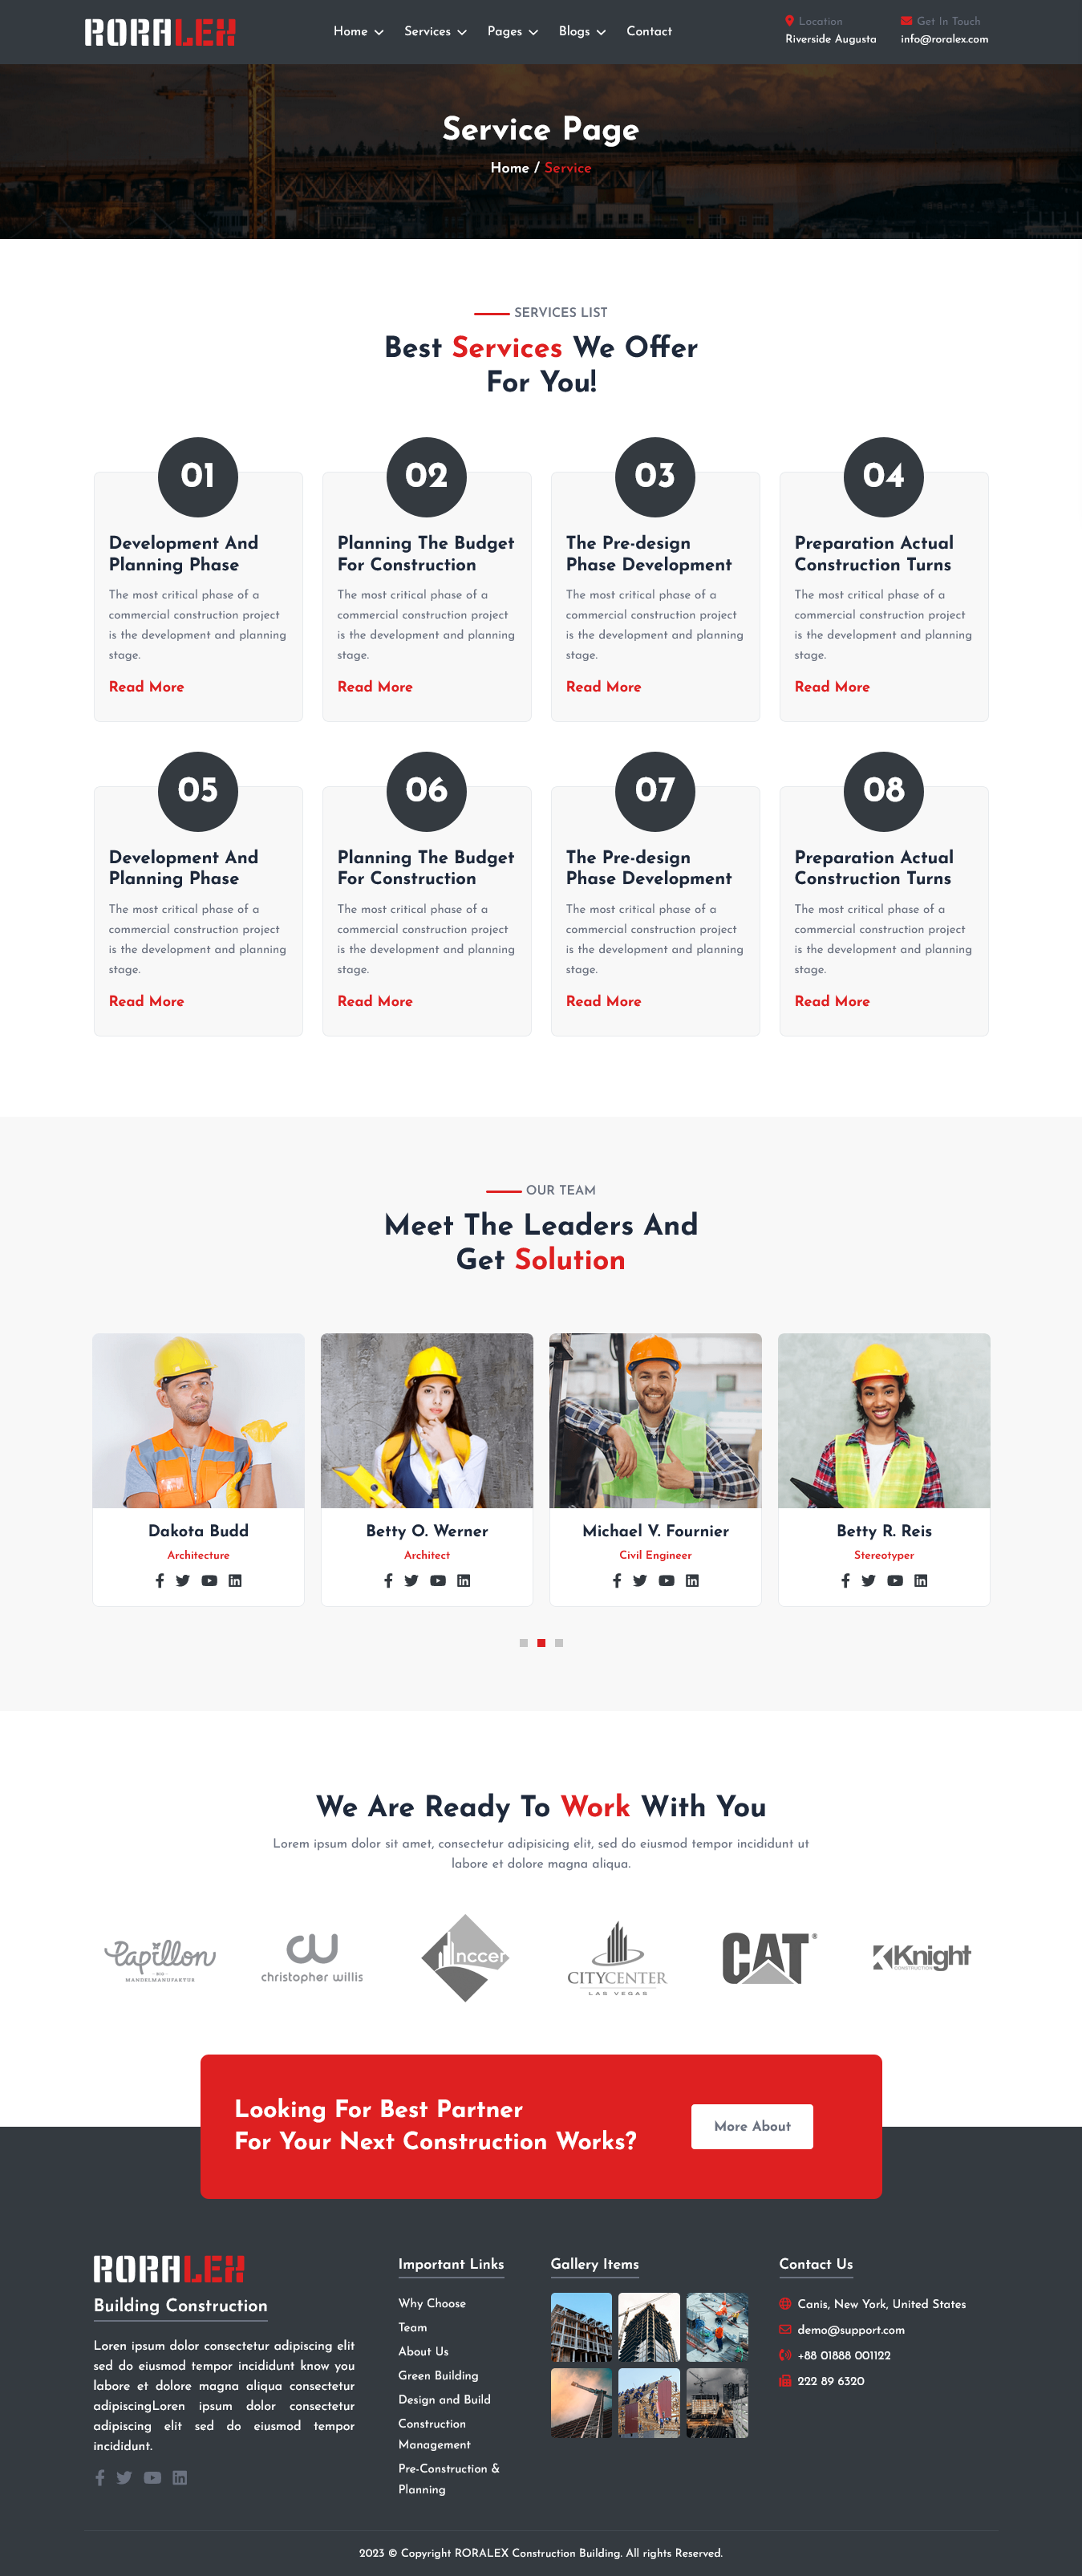 RORALEX
Home Services Pages Blogs Contact
Location
Riverside Augusta
Get In Touch
info@roralex.com
Service Page
Home / Service
SERVICES LIST
Best Services We Offer
For You!
01
Development And
Planning Phase
The most critical phase of a
commercial construction project
is the development and planning
stage.
Read More
02
Planning The Budget
For Construction
The most critical phase of a
commercial construction project
is the development and planning
stage.
Read More
03
The Pre-design
Phase Development
The most critical phase of a
commercial construction project
is the development and planning
stage.
Read More
04
Preparation Actual
Construction Turns
The most critical phase of a
commercial construction project
is the development and planning
stage.
Read More
05
Development And
Planning Phase
The most critical phase of a
commercial construction project
is the development and planning
stage.
Read More
06
Planning The Budget
For Construction
The most critical phase of a
commercial construction project
is the development and planning
stage.
Read More
07
The Pre-design
Phase Development
The most critical phase of a
commercial construction project
is the development and planning
stage.
Read More
08
Preparation Actual
Construction Turns
The most critical phase of a
commercial construction project
is the development and planning
stage.
Read More
OUR TEAM
Meet The Leaders And
Get Solution
Dakota Budd
Architecture
Betty O. Werner
Architect
Michael V. Fournier
Civil Engineer
Betty R. Reis
Stereotyper
We Are Ready To Work With You
Lorem ipsum dolor sit amet, consectetur adipisicing elit, sed do eiusmod tempor incididunt ut
labore et dolore magna aliqua.
Papillon
BIO
MANDELMANUFAKTUR
christopher willis
nccer
CITYCENTER
LAS VEGAS
CAT®
Knight
CONSTRUCTION
Looking For Best Partner
For Your Next Construction Works?
More About
RORALEX
Building Construction
Loren ipsum dolor consectetur adipiscing elit
sed do eiusmod tempor incididunt know you
labore et dolore magna aliqua consectetur
adipiscingLoren ipsum dolor consectetur
adipiscing elit sed do eiusmod tempor
incididunt.
Important Links
Why Choose
Team
About Us
Green Building
Design and Build
Construction
Management
Pre-Construction &
Planning
Gallery Items
Contact Us
Canis, New York, United States
demo@support.com
+88 01888 001122
222 89 6320
2023 © Copyright RORALEX Construction Building. All rights Reserved.